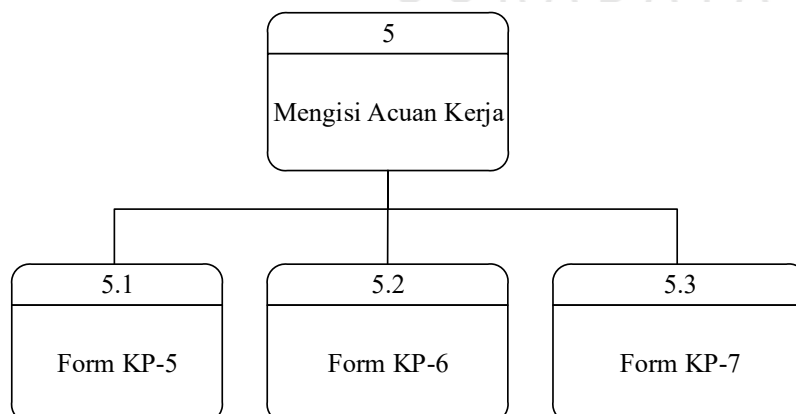 5
Mengisi Acuan Kerja
5.1
5.2
5.3
Form KP-5
Form KP-6
Form KP-7